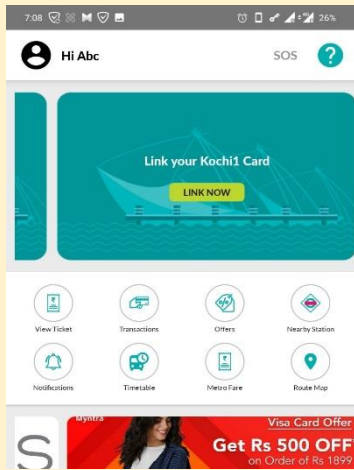 7:08 26%
Hi Abc SOS ?
Link your Kochi1 Card
LINK NOW
View Ticket Transactions Offers Nearby Station
Notifications Timetable Metro Fare Route Map
Myntra
Visa Card Offer
S Get Rs 500 OFF
on Order of Rs 1899